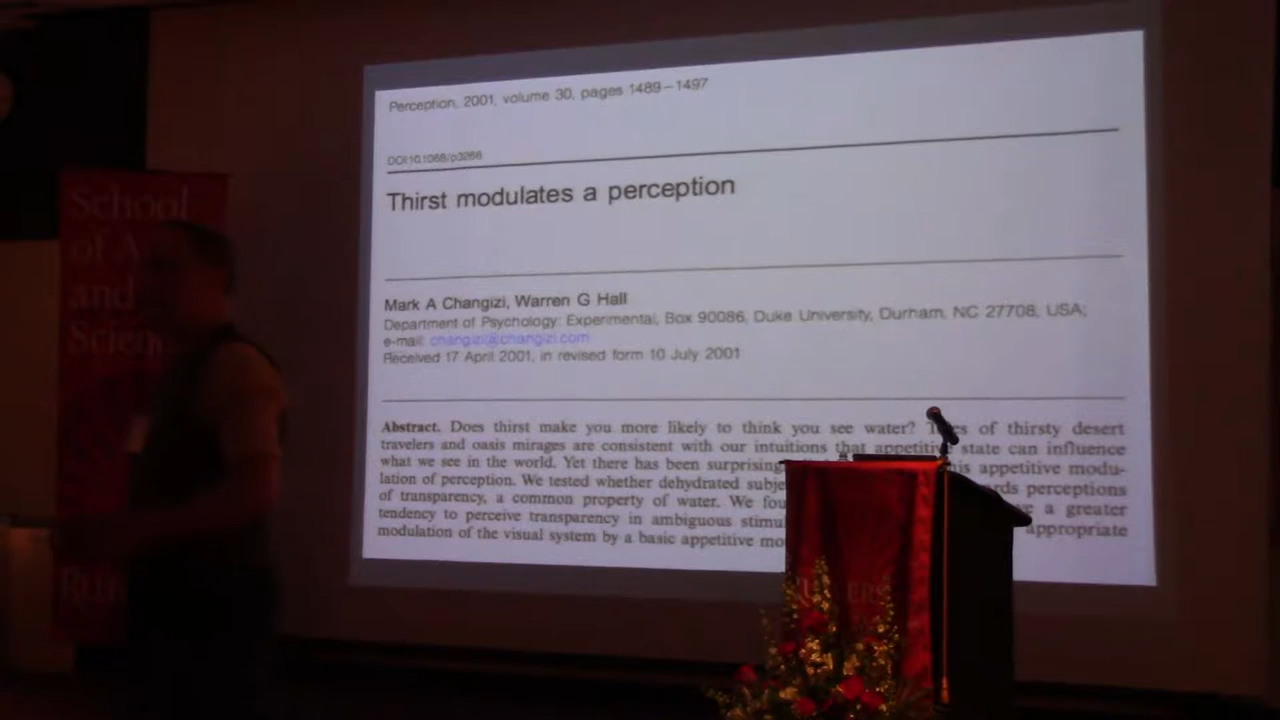 Perception, 2001, volume 30, pages 1489–1497
DOI:10.1068/p3266
Thirst modulates a perception
Mark A Changizi, Warren G Hall
Department of Psychology: Experimental, Box 90086, Duke University, Durham, NC 27708, USA;
e-mail: changizi@changizi.com
Received 17 April 2001, in revised form 10 July 2001
Abstract. Does thirst make you more likely to think you see water? of thirsty desert
travelers and oasis mirages are consistent with our intuitions that appetitive state can influence
what we see in the world. Yet there has been surprising appetitive modu-
lation of perception. We tested whether dehydrated perceptions
of transparency, a common property of water. We a greater
tendency to perceive transparency in ambiguous appropriate
modulation of the visual system by a basic appetitive
School
of
and